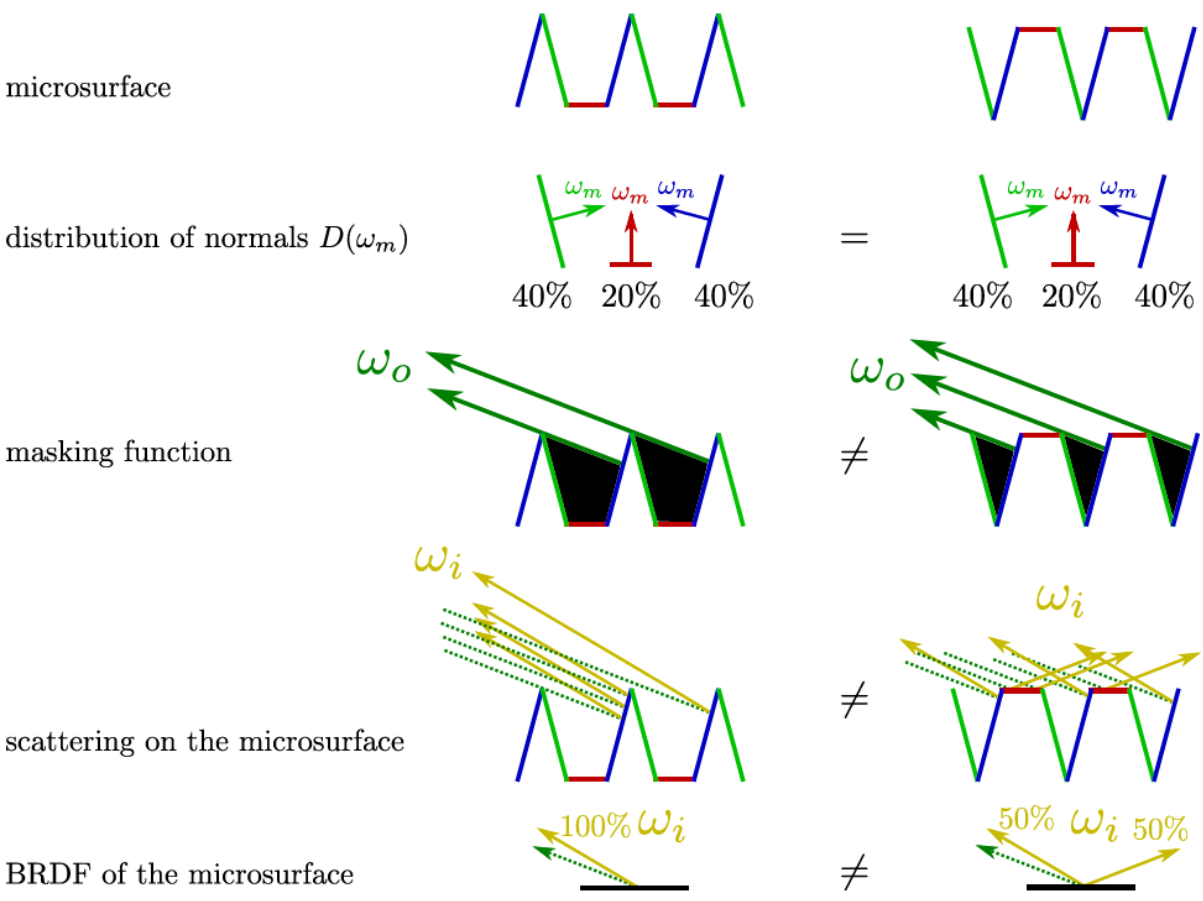 microsurface
ωm ωm ωm ωm ωm ωm
distribution of normals D(ωm) =
40% 20% 40% 40% 20% 40%
ωo ωo
masking function ≠
ωi ωi
≠
scattering on the microsurface
100% ωi 50% ωi 50%
BRDF of the microsurface ≠